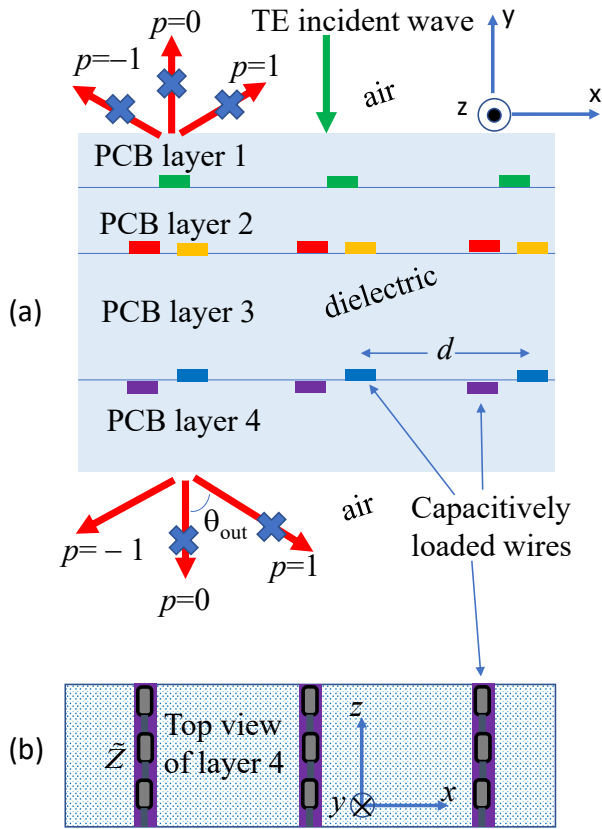 (a)
p=0
TE incident wave
y
p=–1
p=1
air
z
x
PCB layer 1
PCB layer 2
dielectric
PCB layer 3
d
PCB layer 4
air
θout
p= – 1
p=1
p=0
Capacitively
loaded wires
(b)
Top view
of layer 4
Z̃
z
y
x